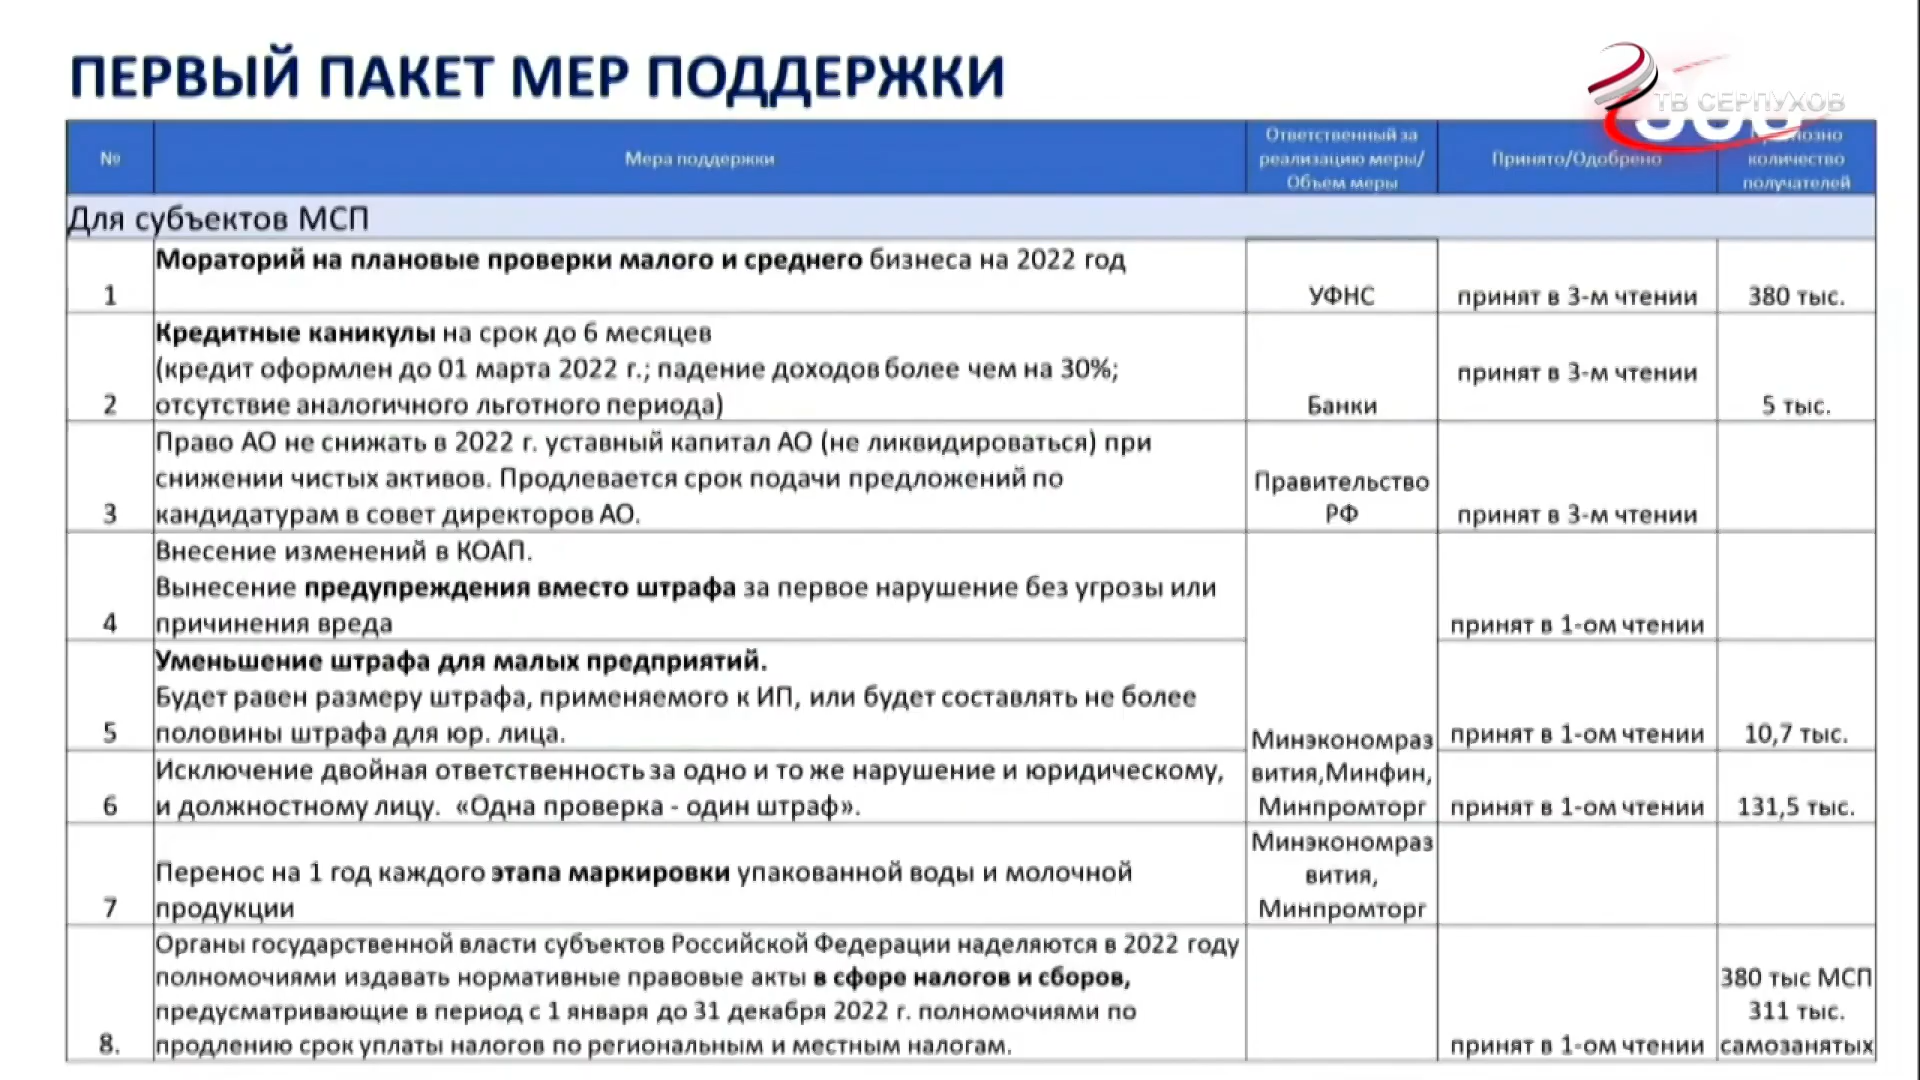 ПЕРВЫЙ ПАКЕТ МЕР ПОДДЕРЖКИ
ТВ СЕРПУХОВ
№
Мера поддержки
Ответственный за
реализацию меры/
Объем меры
Принято/Одобрено
количество
получателей
Для субъектов МСП
1
Мораторий на плановые проверки малого и среднего бизнеса на 2022 год
УФНС
принят в 3-м чтении
380 тыс.
2
Кредитные каникулы на срок до 6 месяцев
(кредит оформлен до 01 марта 2022 г.; падение доходов более чем на 30%;
отсутствие аналогичного льготного периода)
Банки
принят в 3-м чтении
5 тыс.
3
Право АО не снижать в 2022 г. уставный капитал АО (не ликвидироваться) при
снижении чистых активов. Продлевается срок подачи предложений по
кандидатурам в совет директоров АО.
Правительство
РФ
принят в 3-м чтении
4
Внесение изменений в КОАП.
Вынесение предупреждения вместо штрафа за первое нарушение без угрозы или
причинения вреда
принят в 1-ом чтении
5
Уменьшение штрафа для малых предприятий.
Будет равен размеру штрафа, применяемого к ИП, или будет составлять не более
половины штрафа для юр. лица.
принят в 1-ом чтении
10,7 тыс.
6
Исключение двойная ответственность за одно и то же нарушение и юридическому,
и должностному лицу. «Одна проверка - один штраф».
Минэкономраз
вития,Минфин,
Минпромторг
принят в 1-ом чтении
131,5 тыс.
7
Перенос на 1 год каждого этапа маркировки упакованной воды и молочной
продукции
Минэкономраз
вития,
Минпромторг
8.
Органы государственной власти субъектов Российской Федерации наделяются в 2022 году
полномочиями издавать нормативные правовые акты в сфере налогов и сборов,
предусматривающие в период с 1 января до 31 декабря 2022 г. полномочиями по
продлению срок уплаты налогов по региональным и местным налогам.
принят в 1-ом чтении
380 тыс МСП
311 тыс.
самозанятых